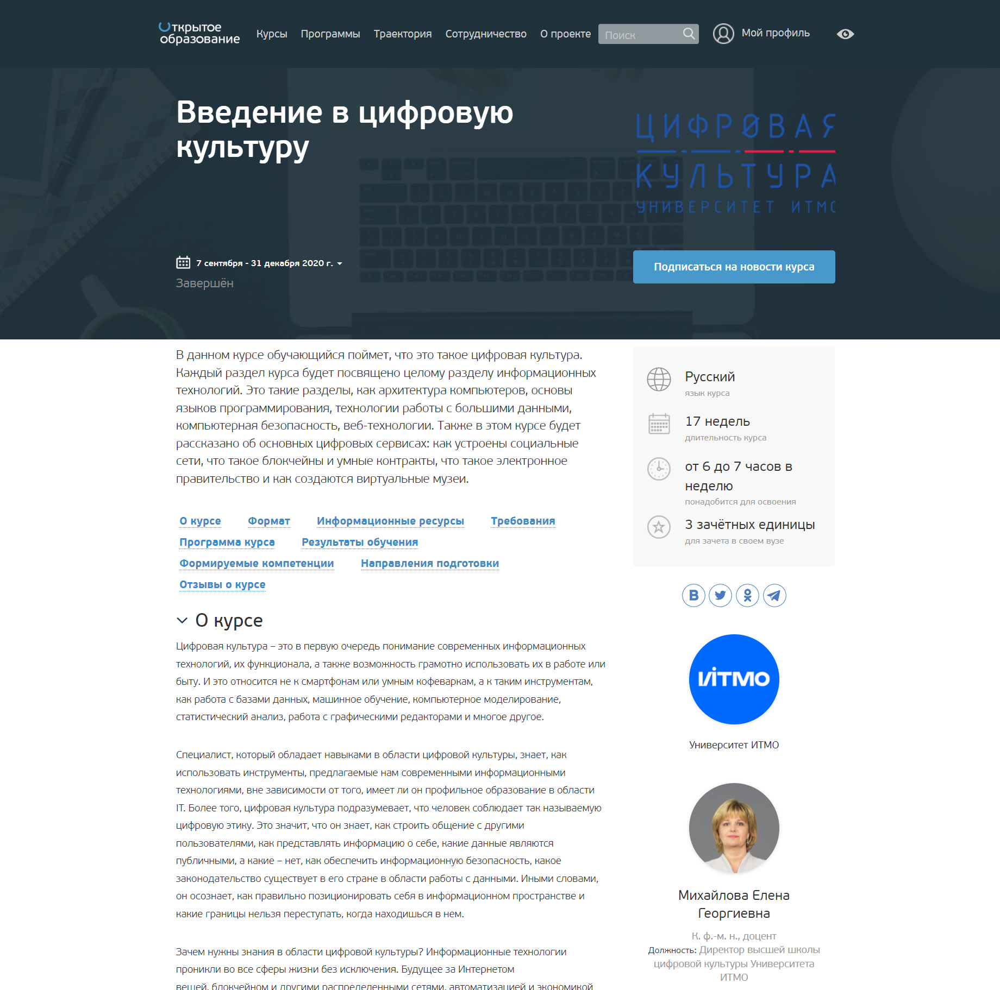 Открытое
образование
Курсы
Программы
Траектория
Сотрудничество
О проекте
Поиск
Мой профиль
Введение в цифровую
культуру
ЦИФРОВАЯ
КУЛЬТУРА
УНИВЕРСИТЕТ ИТМО
7 сентября - 31 декабря 2020 г.
Завершён
Подписаться на новости курса
В данном курсе обучающийся поймет, что это такое цифровая культура.
Каждый раздел курса будет посвящено целому разделу информационных
технологий. Это такие разделы, как архитектура компьютеров, основы
языков программирования, технологии работы с большими данными,
компьютерная безопасность, веб-технологии. Также в этом курсе будет
рассказано об основных цифровых сервисах: как устроены социальные
сети, что такое блокчейны и умные контракты, что такое электронное
правительство и как создаются виртуальные музеи.
О курсе
Формат
Информационные ресурсы
Требования
Программа курса
Результаты обучения
Формируемые компетенции
Направления подготовки
Отзывы о курсе
О курсе
Цифровая культура – это в первую очередь понимание современных информационных
технологий, их функционала, а также возможность грамотно использовать их в работе или
быту. И это относится не к смартфонам или умным кофеваркам, а к таким инструментам,
как работа с базами данных, машинное обучение, компьютерное моделирование,
статистический анализ, работа с графическими редакторами и многое другое.
Специалист, который обладает навыками в области цифровой культуры, знает, как
использовать инструменты, предлагаемые нам современными информационными
технологиями, вне зависимости от того, имеет ли он профильное образование в области
IT. Более того, цифровая культура подразумевает, что человек соблюдает так называемую
цифровую этику. Это значит, что он знает, как строить общение с другими
пользователями, как представлять информацию о себе, какие данные являются
публичными, а какие – нет, как обеспечить информационную безопасность, какое
законодательство существует в его стране в области работы с данными. Иными словами,
он осознает, как правильно позиционировать себя в информационном пространстве и
какие границы нельзя переступать, когда находишься в нем.
Зачем нужны знания в области цифровой культуры? Информационные технологии
проникли во все сферы жизни без исключения. Будущее за Интернетом
вещей, блокчейном и другими распределенными сетями, автоматизацией и экономикой
Русский
язык курса
17 недель
длительность курса
от 6 до 7 часов в
неделю
понадобится для освоения
3 зачётных единицы
для зачета в своем вузе
ИТМО
Университет ИТМО
Михайлова Елена
Георгиевна
К. ф.-м. н., доцент
Должность: Директор высшей школы
цифровой культуры Университета
ИТМО